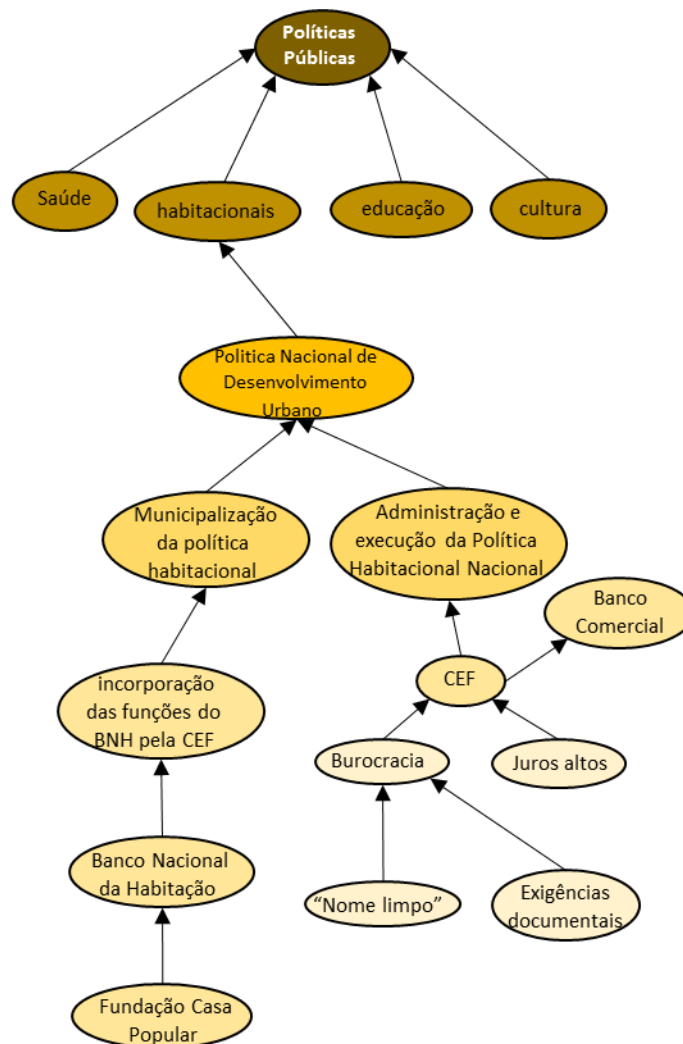 Políticas
Públicas
Saúde
habitacionais
educação
cultura
Politica Nacional de
Desenvolvimento
Urbano
Municipalização
da política
habitacional
Administração e
execução da Política
Habitacional Nacional
Banco
Comercial
CEF
incorporação
das funções do
BNH pela CEF
Burocracia
Juros altos
Banco Nacional
da Habitação
“Nome limpo”
Exigências
documentais
Fundação Casa
Popular